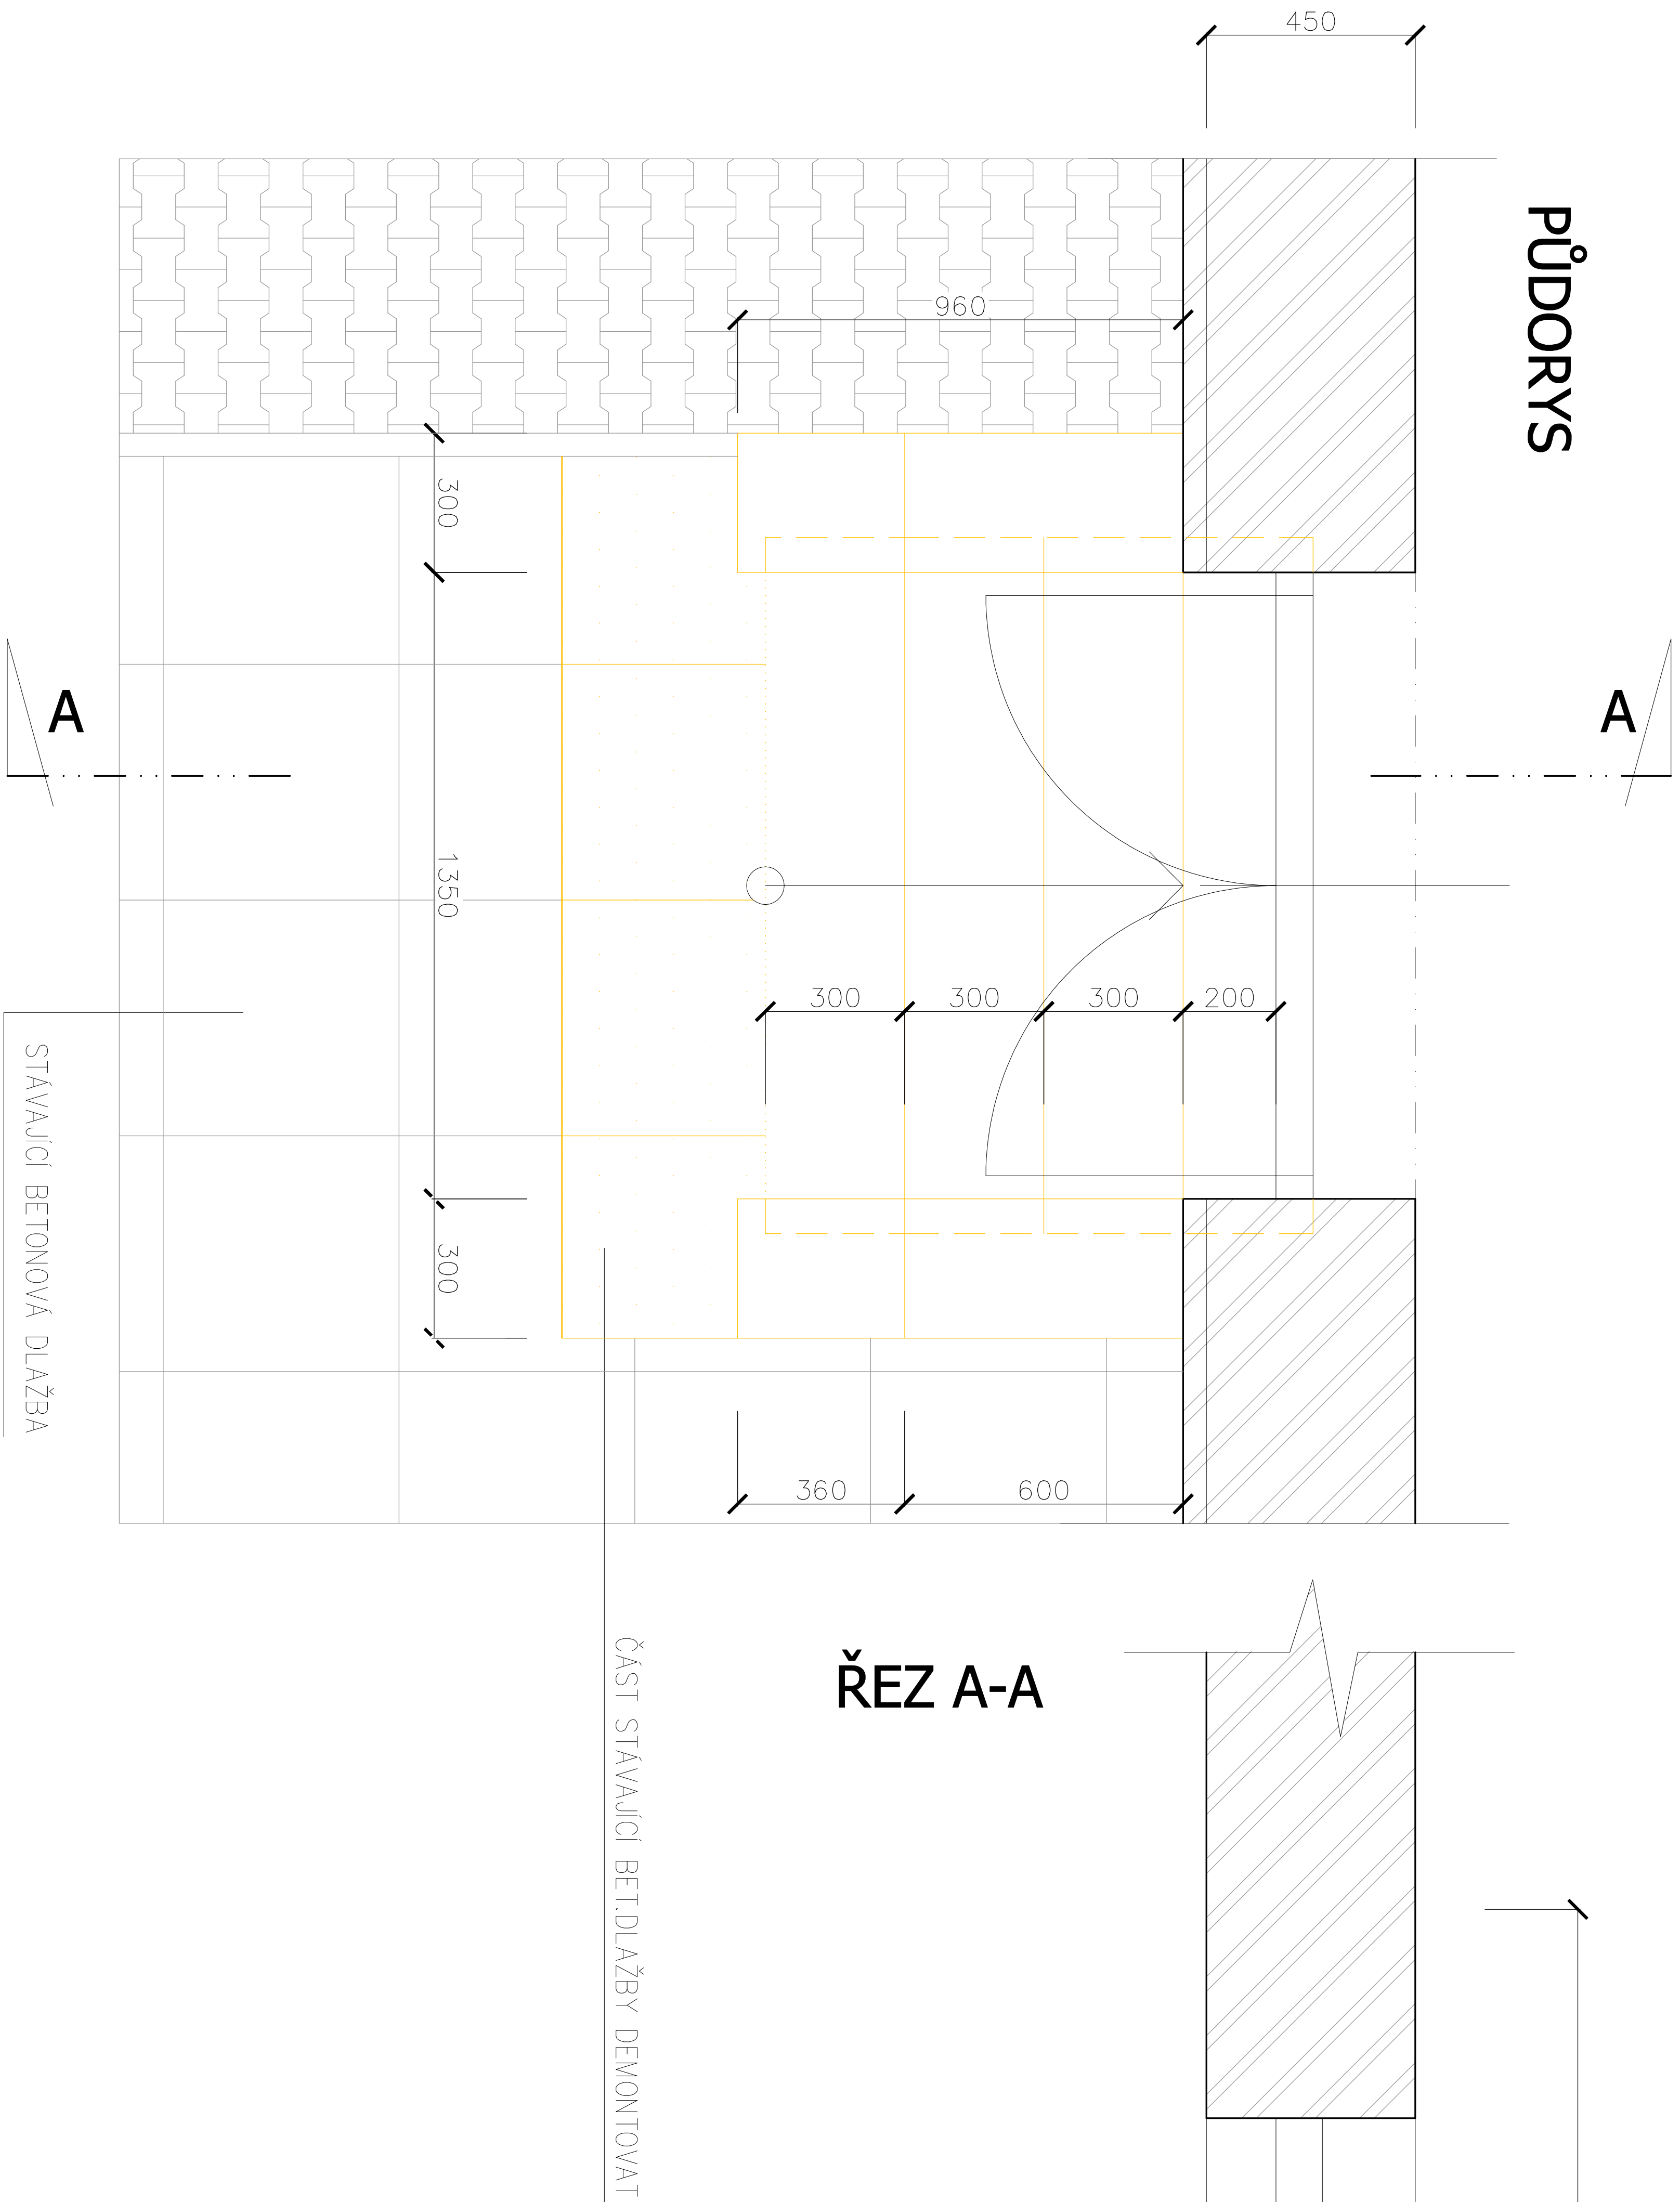 450
PŮDORYS
960
300
A
A
1350
300
300
300
200
STÁVAJÍCÍ BETONOVÁ DLAŽBA
300
360
600
ŘEZ A-A
ČÁST STÁVAJÍCÍ BET.DLAŽBY DEMONTOVAT